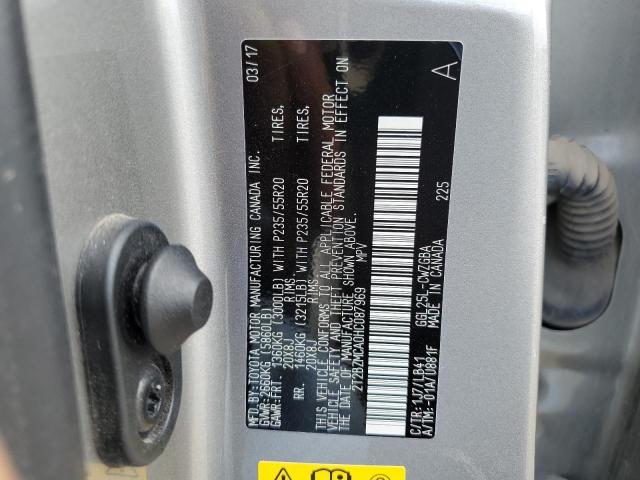 MFD.BY:TOYOTA MOTOR MANUFACTURING CANADA INC. 03/17
GVWR:2660KG (5860LB)
GAWR:FRT. 1360KG (3000LB) WITH P235/55R20 TIRES,
20X8J RIMS
RR. 1460KG (3215LB) WITH P235/55R20 TIRES,
20X8J RIMS
THIS VEHICLE CONFORMS TO ALL APPLICABLE FEDERAL MOTOR
VEHICLE SAFETY AND THEFT PREVENTION STANDARDS IN EFFECT ON
THE DATE OF MANUFACTURE SHOWN ABOVE.
2T2BZMCA0HC087969 MPV
A
C/TR:1J7/LB41 GGL25L-CWZGBA 225
A/TM:-01A/U881F MADE IN CANADA